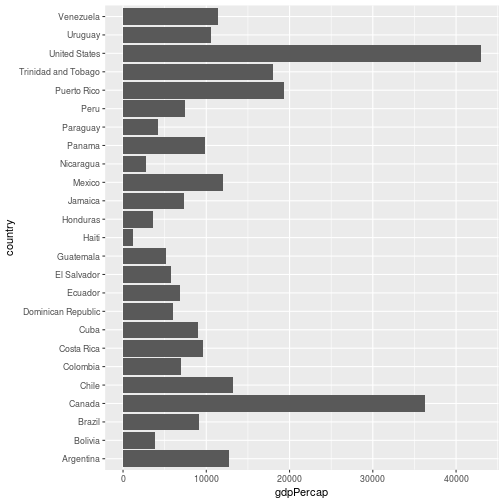 Venezuela
Uruguay
United States
Trinidad and Tobago
Puerto Rico
Peru
Paraguay
Panama
Nicaragua
Mexico
Jamaica
Honduras
Haiti
Guatemala
El Salvador
Ecuador
Dominican Republic
Cuba
Costa Rica
Colombia
Chile
Canada
Brazil
Bolivia
Argentina
country
0 10000 20000 30000 40000
gdpPercap